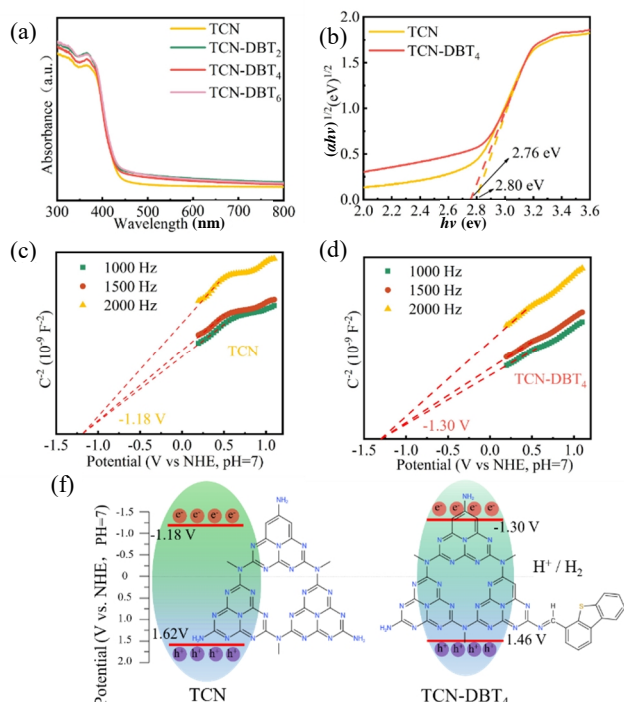 (a)
TCN
TCN-DBT2
TCN-DBT4
TCN-DBT6
Absorbance (a.u.)
300 400 500 600 700 800
Wavelength (nm)
(b)
TCN
TCN-DBT4
(αhν)1/2(eV)1/2
2.0
1.5
1.0
0.5
0.0
2.76 eV
2.80 eV
2.0 2.4 2.8 3.2 3.6
hν (ev)
(c)
1000 Hz
1500 Hz
2000 Hz
TCN
C-2 (10-9 F-2)
-1.18 V
-1.5 -1.0 -0.5 0.0 0.5 1.0
Potential (V vs NHE, pH=7)
(d)
1000 Hz
1500 Hz
2000 Hz
TCN-DBT4
C-2 (10-9 F-2)
-1.30 V
-1.5 -1.0 -0.5 0.0 0.5 1.0
Potential (V vs NHE, pH=7)
(f)
Potential (V vs. NHE, PH=7)
-1.5
-1.0
-0.5
0
0.5
1.0
1.5
2.0
e- e- e- e-
-1.18 V
1.62V
h+ h+ h+ h+
NH2
H2N
NH2
TCN
e- e- e- e-
-1.30 V
NH2
H+ / H2
H
S
H2N
1.46 V
h+ h+ h+ h+
TCN-DBT4